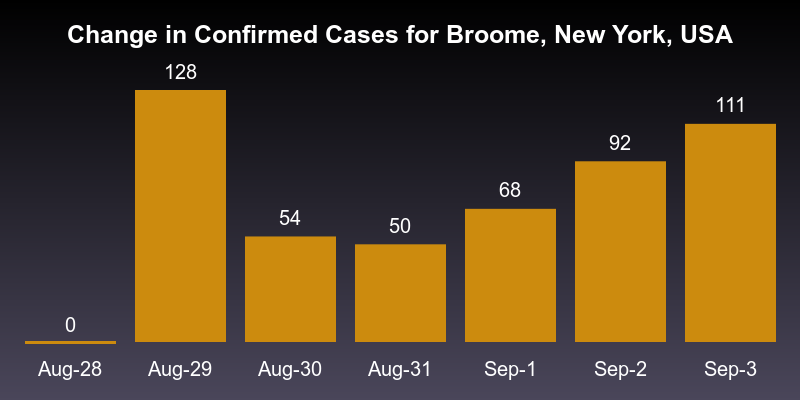 Change in Confirmed Cases for Broome, New York, USA
0
128
54
50
68
92
111
Aug-28
Aug-29
Aug-30
Aug-31
Sep-1
Sep-2
Sep-3